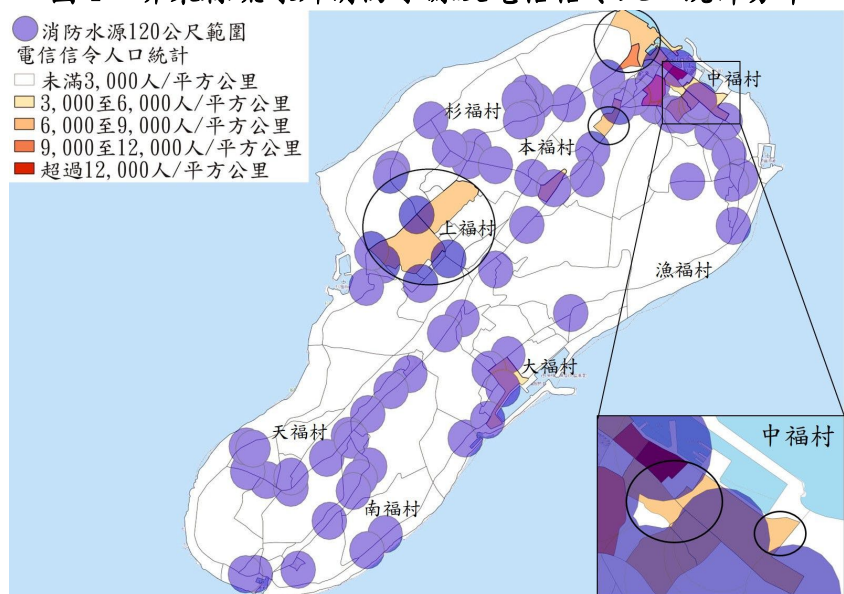 消防水源120公尺範圍
電信信令人口統計
未滿3,000人/平方公里
3,000至6,000人/平方公里
6,000至9,000人/平方公里
9,000至12,000人/平方公里
超過12,000人/平方公里
中福村
杉福村
本福村
上福村
漁福村
大福村
天福村
南福村
中福村